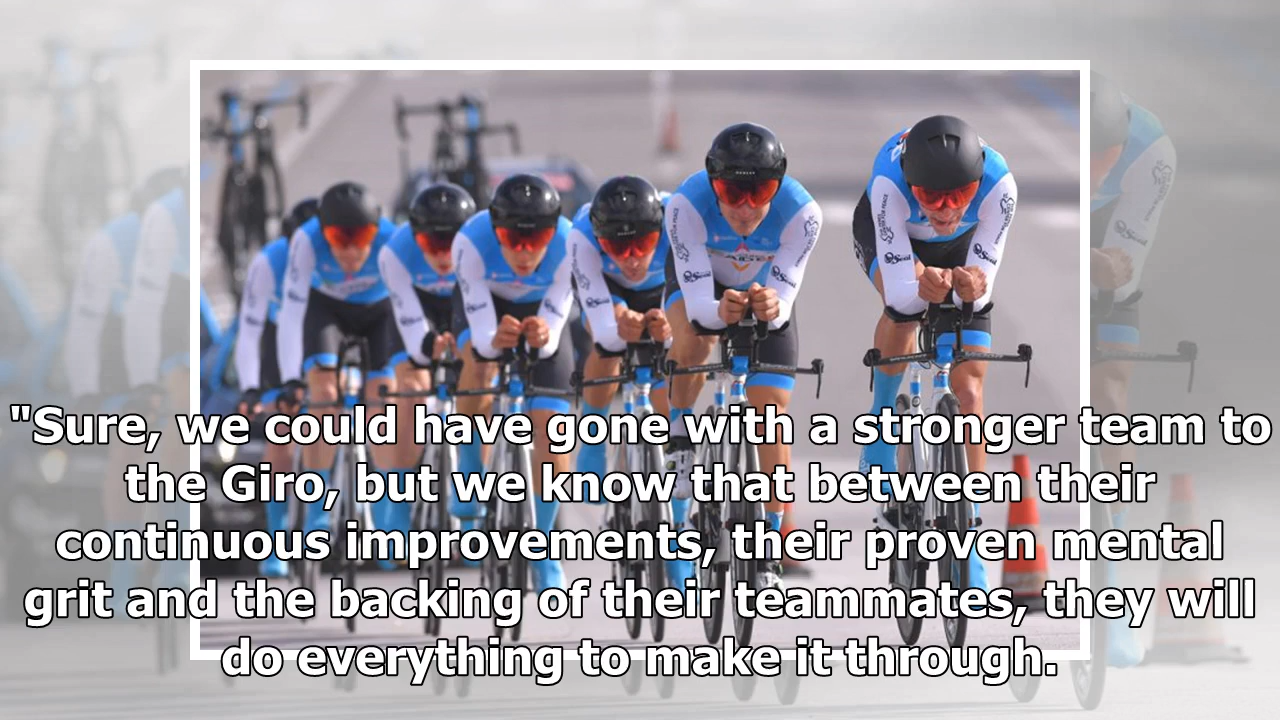 "Sure, we could have gone with a stronger team to
the Giro, but we know that between their
continuous improvements, their proven mental
grit and the backing of their teammates, they will
do everything to make it through.